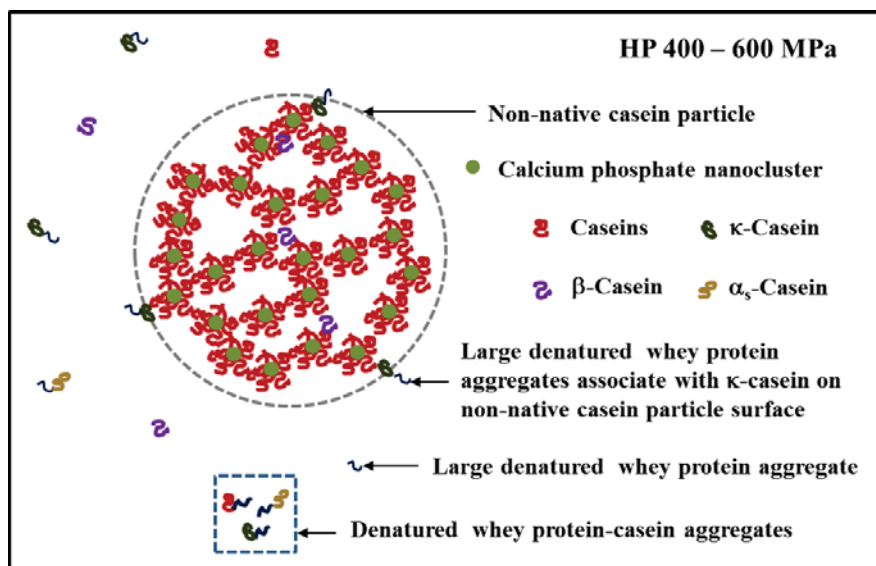 HP 400 – 600 MPa
Non-native casein particle
Calcium phosphate nanocluster
Caseins
κ-Casein
β-Casein
αs-Casein
Large denatured whey protein
aggregates associate with κ-casein on
non-native casein particle surface
Large denatured whey protein aggregate
Denatured whey protein-casein aggregates